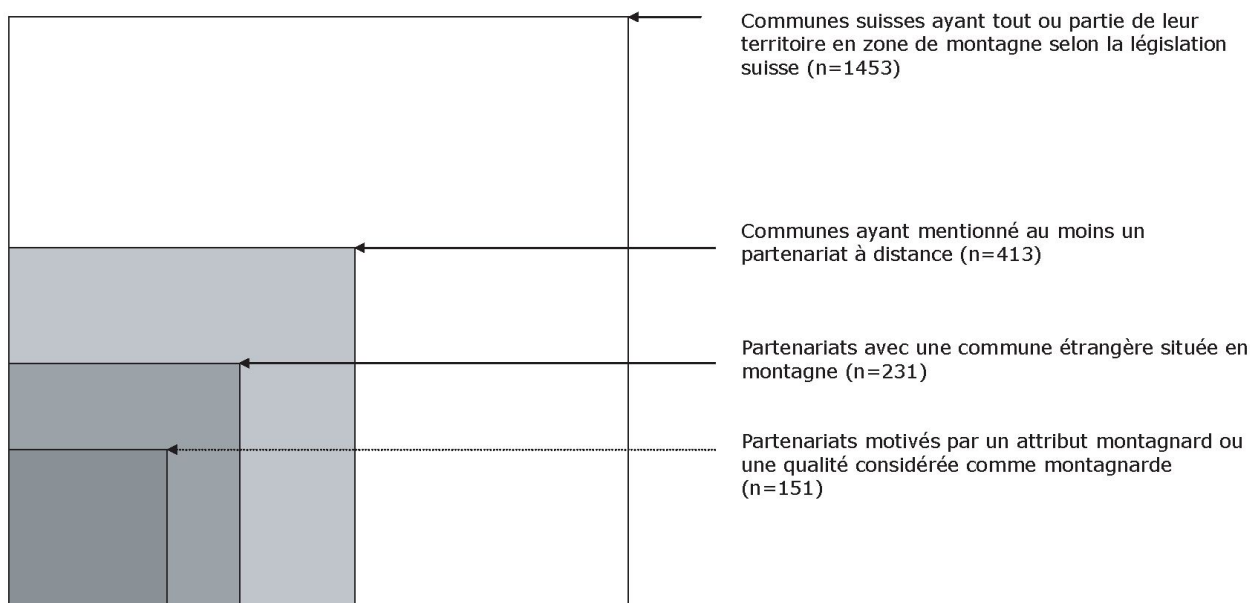 Communes suisses ayant tout ou partie de leur
territoire en zone de montagne selon la législation
suisse (n=1453)
Communes ayant mentionné au moins un
partenariat à distance (n=413)
Partenariats avec une commune étrangère située en
montagne (n=231)
Partenariats motivés par un attribut montagnard ou
une qualité considérée comme montagnarde
(n=151)